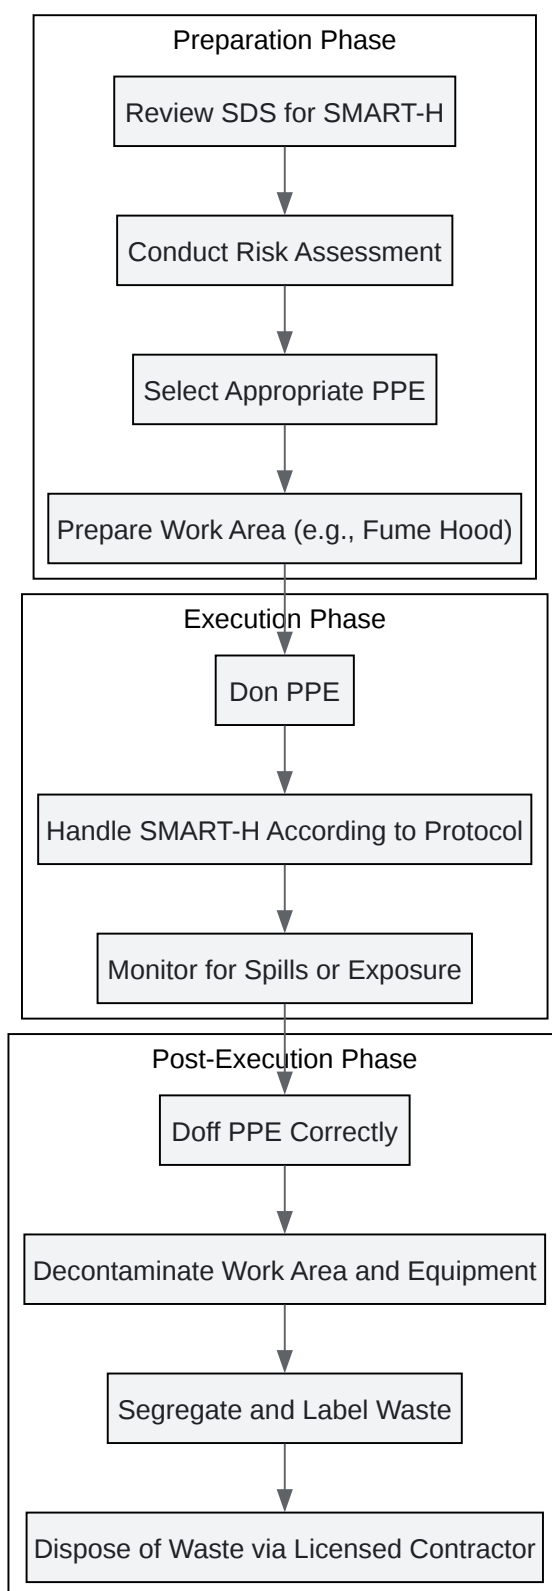 Preparation Phase
Review SDS for SMART-H
Conduct Risk Assessment
Select Appropriate PPE
Prepare Work Area (e.g., Fume Hood)
Execution Phase
Don PPE
Handle SMART-H According to Protocol
Monitor for Spills or Exposure
Post-Execution Phase
Doff PPE Correctly
Decontaminate Work Area and Equipment
Segregate and Label Waste
Dispose of Waste via Licensed Contractor